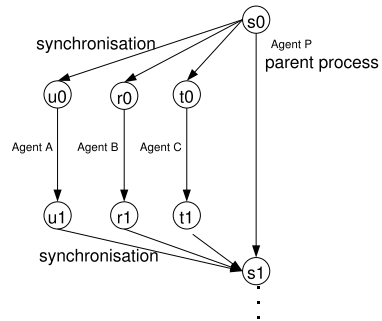 s0
synchronisation
Agent P
parent process
u0
r0
t0
Agent A
Agent B
Agent C
u1
r1
t1
synchronisation
s1